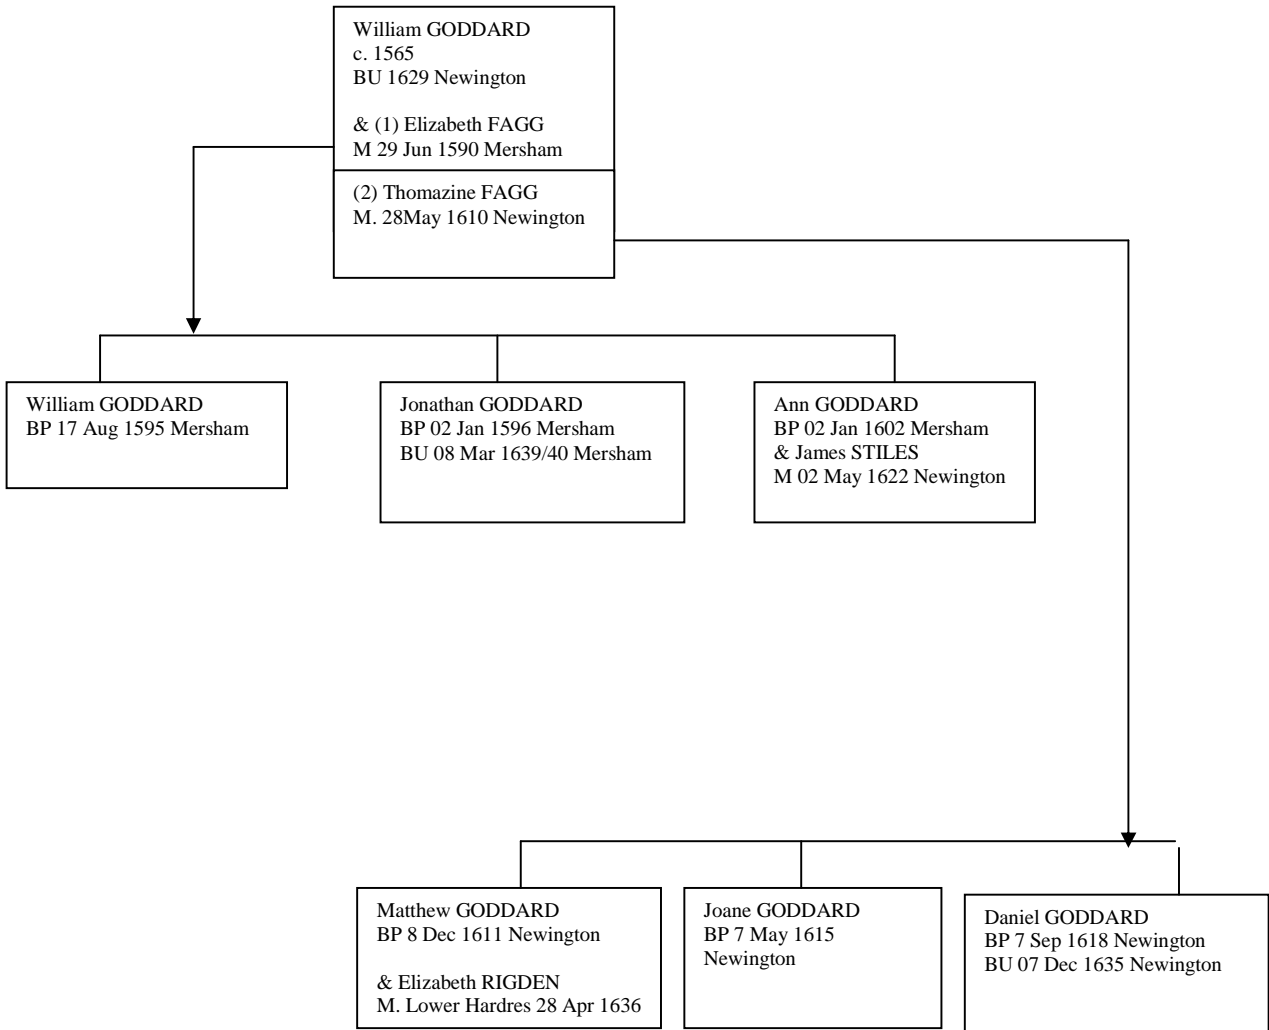 William GODDARD
c. 1565
BU 1629 Newington
& (1) Elizabeth FAGG
M 29 Jun 1590 Mersham
(2) Thomazine FAGG
M. 28May 1610 Newington
William GODDARD
BP 17 Aug 1595 Mersham
Jonathan GODDARD
BP 02 Jan 1596 Mersham
BU 08 Mar 1639/40 Mersham
Ann GODDARD
BP 02 Jan 1602 Mersham
& James STILES
M 02 May 1622 Newington
Matthew GODDARD
BP 8 Dec 1611 Newington
& Elizabeth RIGDEN
M. Lower Hardres 28 Apr 1636
Joane GODDARD
BP 7 May 1615
Newington
Daniel GODDARD
BP 7 Sep 1618 Newington
BU 07 Dec 1635 Newington